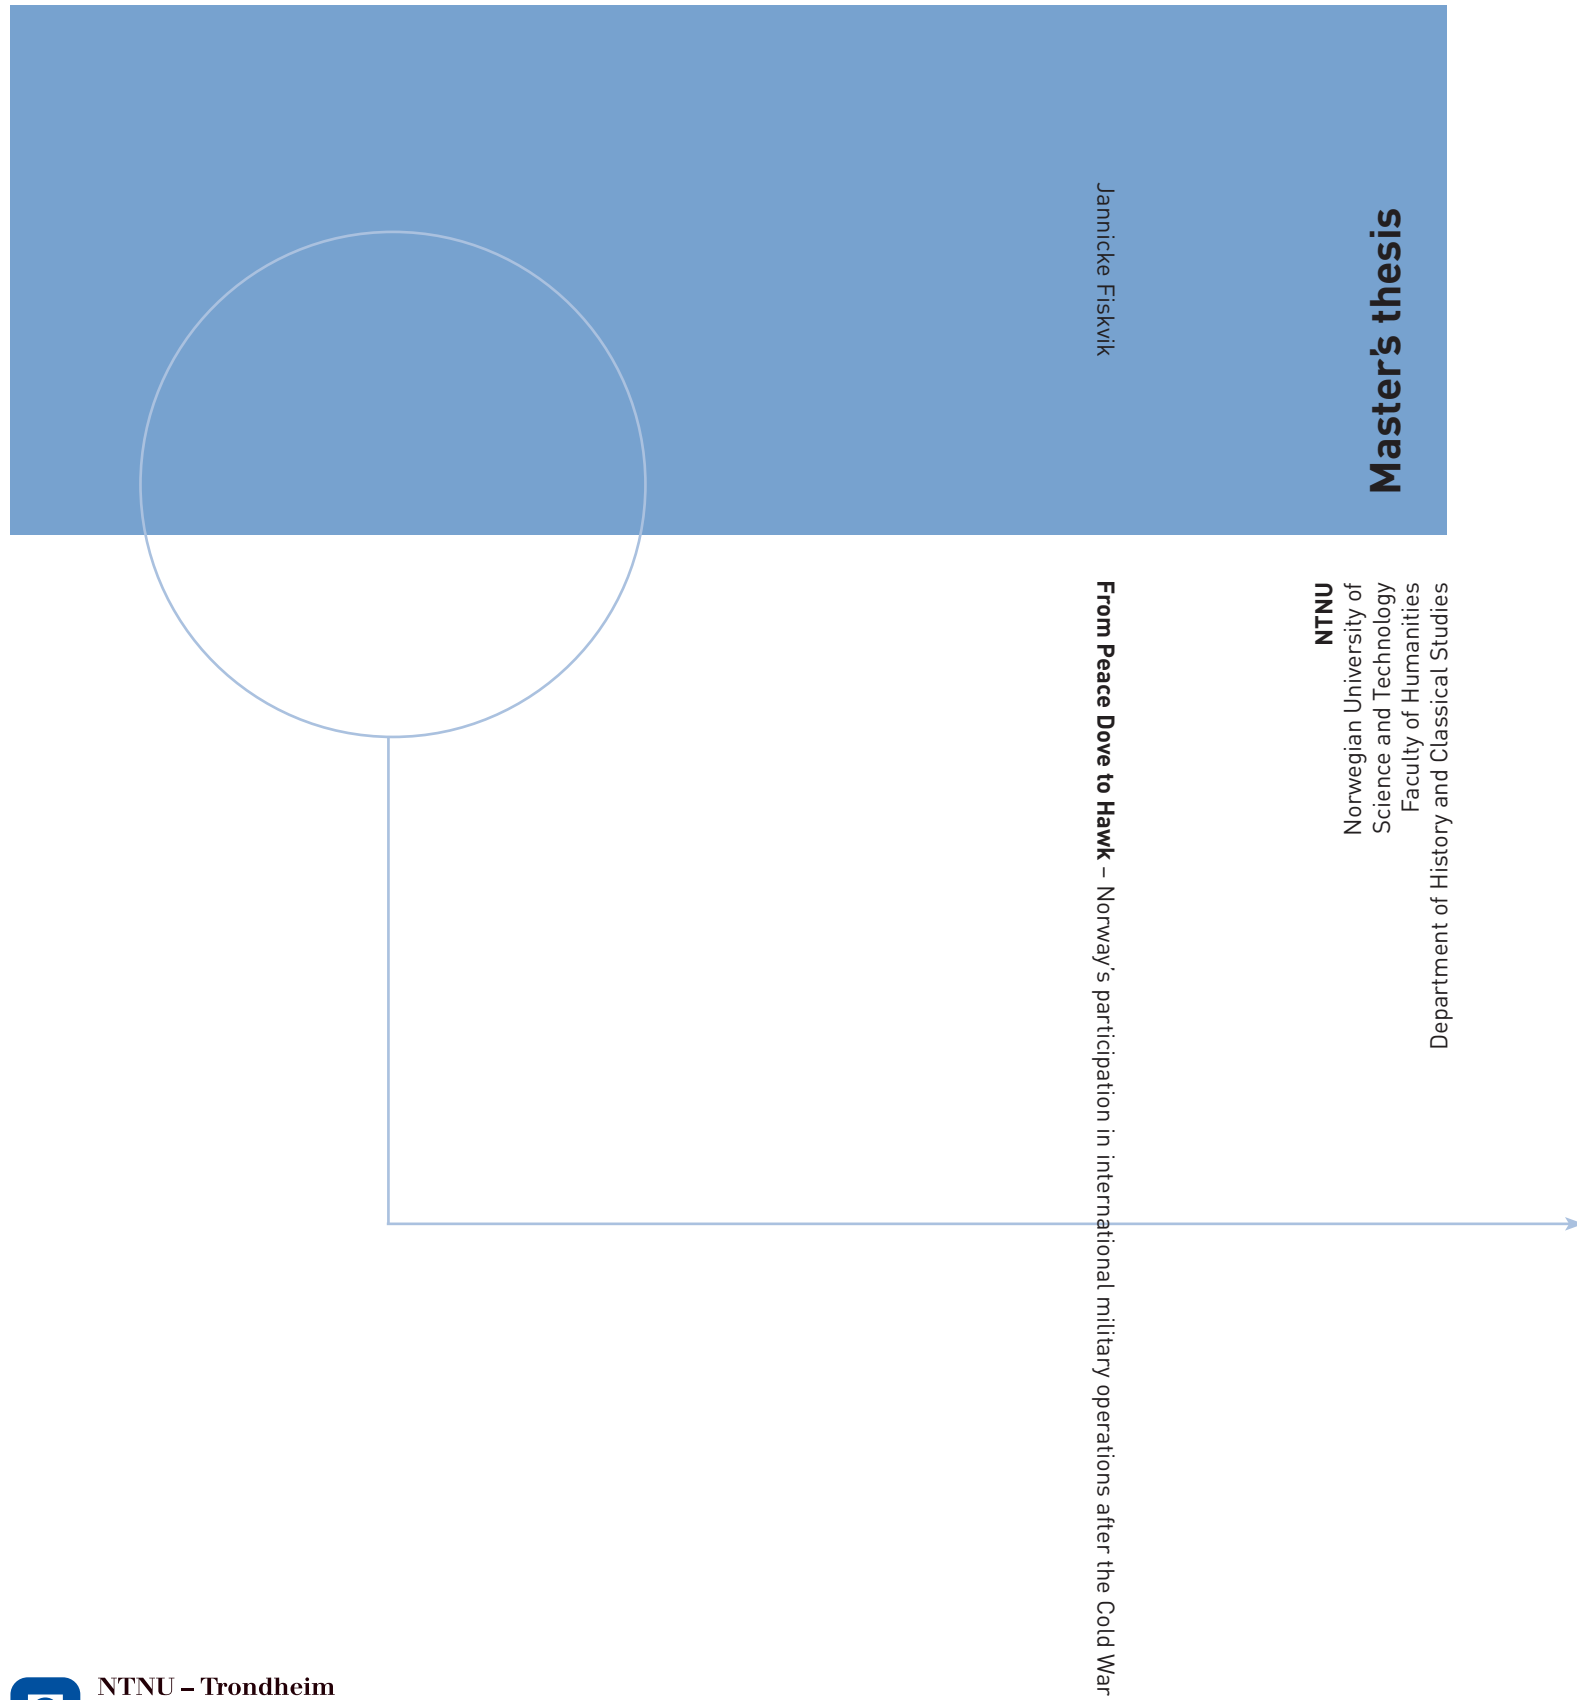 Jannicke Fiskvik
From Peace Dove to Hawk – Norway's participation in international military operations after the Cold War
Master's thesis
NTNU
Norwegian University of
Science and Technology
Faculty of Humanities
Department of History and Classical Studies
NTNU – Trondheim